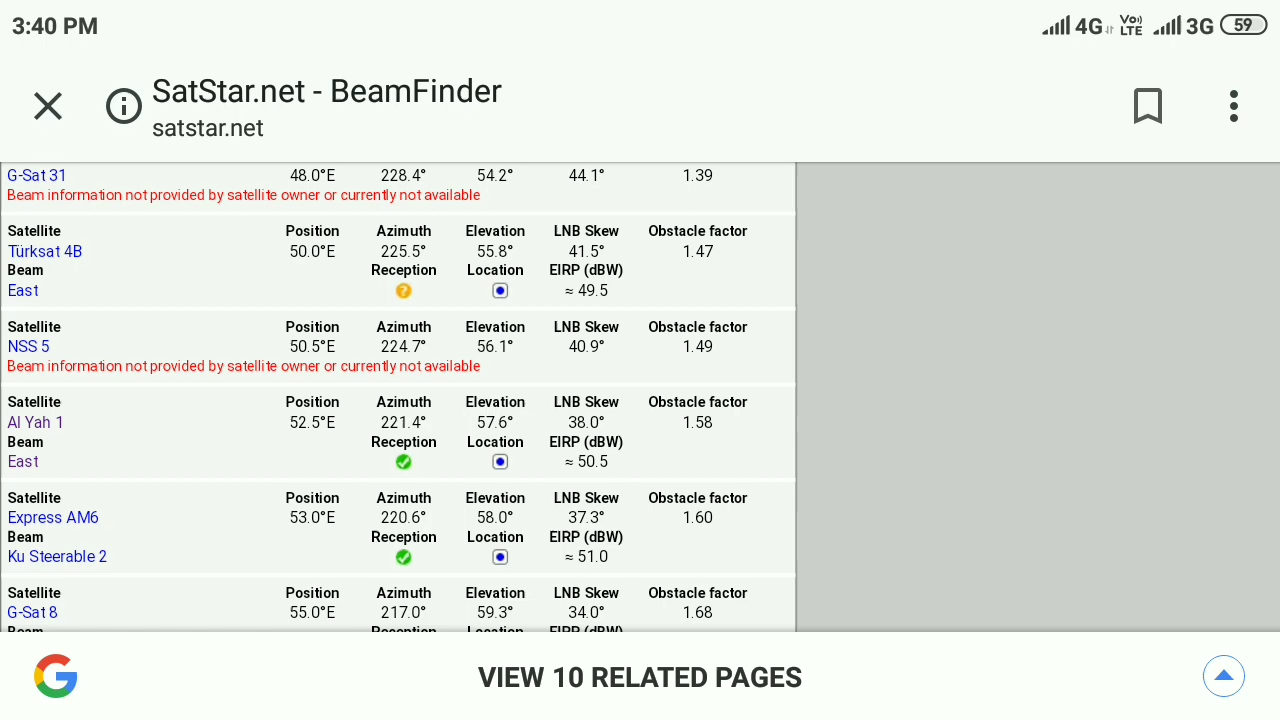 3:40 PM 4G Vo) LTE 3G 59
SatStar.net - BeamFinder
satstar.net
G-Sat 31 48.0°E 228.4° 54.2° 44.1° 1.39
Beam information not provided by satellite owner or currently not available
Satellite Position Azimuth Elevation LNB Skew Obstacle factor
Türksat 4B 50.0°E 225.5° 55.8° 41.5° 1.47
Beam Reception Location EIRP (dBW)
East ? ≈ 49.5
Satellite Position Azimuth Elevation LNB Skew Obstacle factor
NSS 5 50.5°E 224.7° 56.1° 40.9° 1.49
Beam information not provided by satellite owner or currently not available
Satellite Position Azimuth Elevation LNB Skew Obstacle factor
Al Yah 1 52.5°E 221.4° 57.6° 38.0° 1.58
Beam Reception Location EIRP (dBW)
East ≈ 50.5
Satellite Position Azimuth Elevation LNB Skew Obstacle factor
Express AM6 53.0°E 220.6° 58.0° 37.3° 1.60
Beam Reception Location EIRP (dBW)
Ku Steerable 2 ≈ 51.0
Satellite Position Azimuth Elevation LNB Skew Obstacle factor
G-Sat 8 55.0°E 217.0° 59.3° 34.0° 1.68
Beam Reception Location EIRP (dBW)
VIEW 10 RELATED PAGES